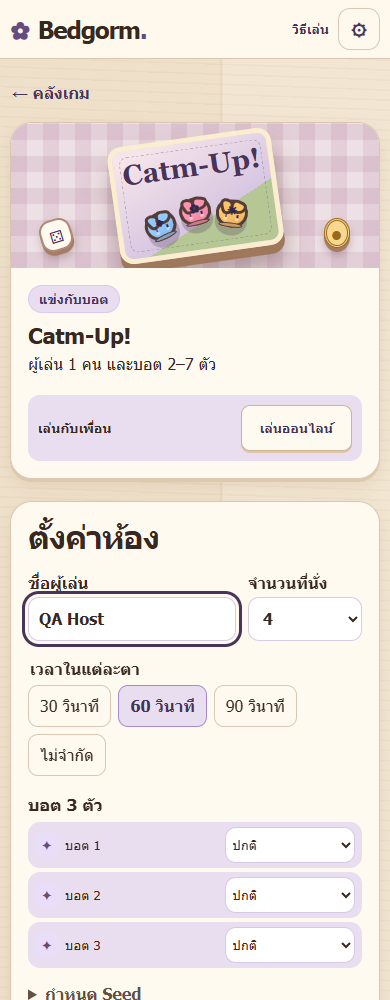 Bedgorm.
วิธีเล่น
← คลังเกม
Catm-Up!
แข่งกับบอต
Catm-Up!
ผู้เล่น 1 คน และบอต 2–7 ตัว
เล่นกับเพื่อน
เล่นออนไลน์
ตั้งค่าห้อง
ชื่อผู้เล่น
จำนวนที่นั่ง
QA Host
4
เวลาในแต่ละตา
30 วินาที
60 วินาที
90 วินาที
ไม่จำกัด
บอต 3 ตัว
บอต 1
ปกติ
บอต 2
ปกติ
บอต 3
ปกติ
กำหนด Seed